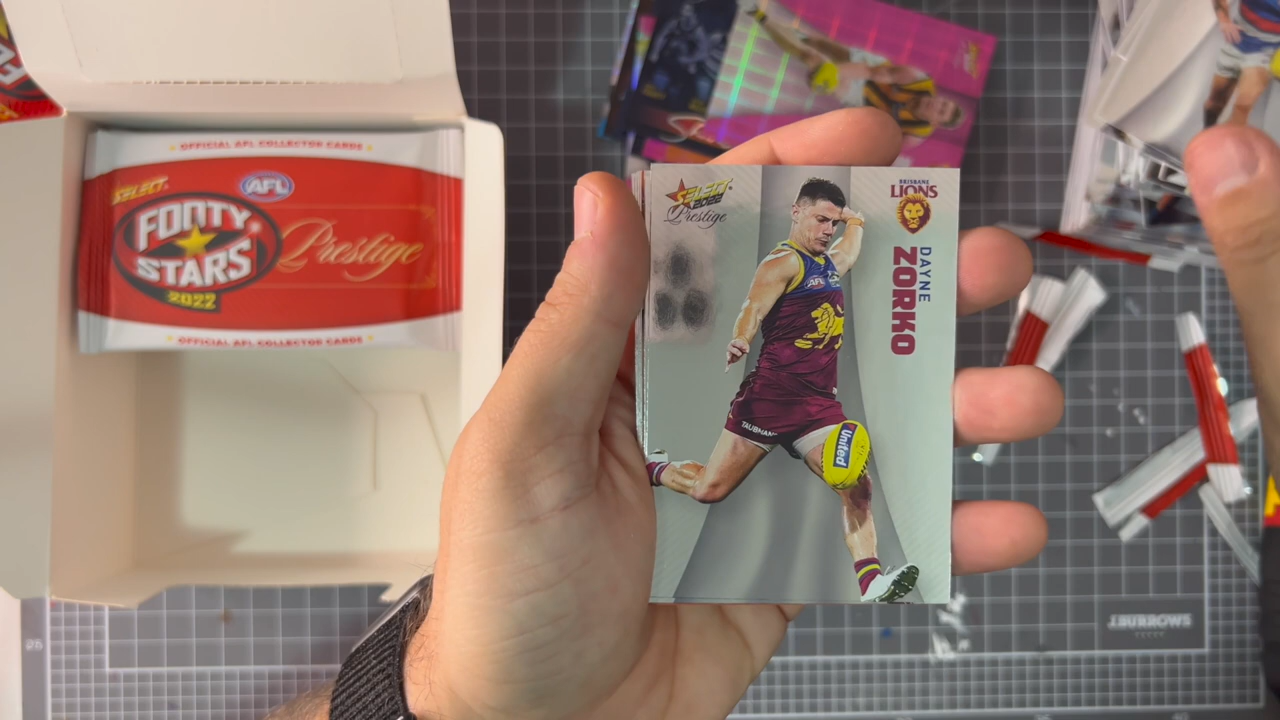 OFFICIAL AFL COLLECTOR CARDS
SELECT
AFL
FOOTY
STARS
2022
Prestige
OFFICIAL AFL COLLECTOR CARDS
SELECT
2022
Prestige
BRISBANE
LIONS
DAYNE
ZORKO
AFL
TAUBMANS
United
J.BURROWS